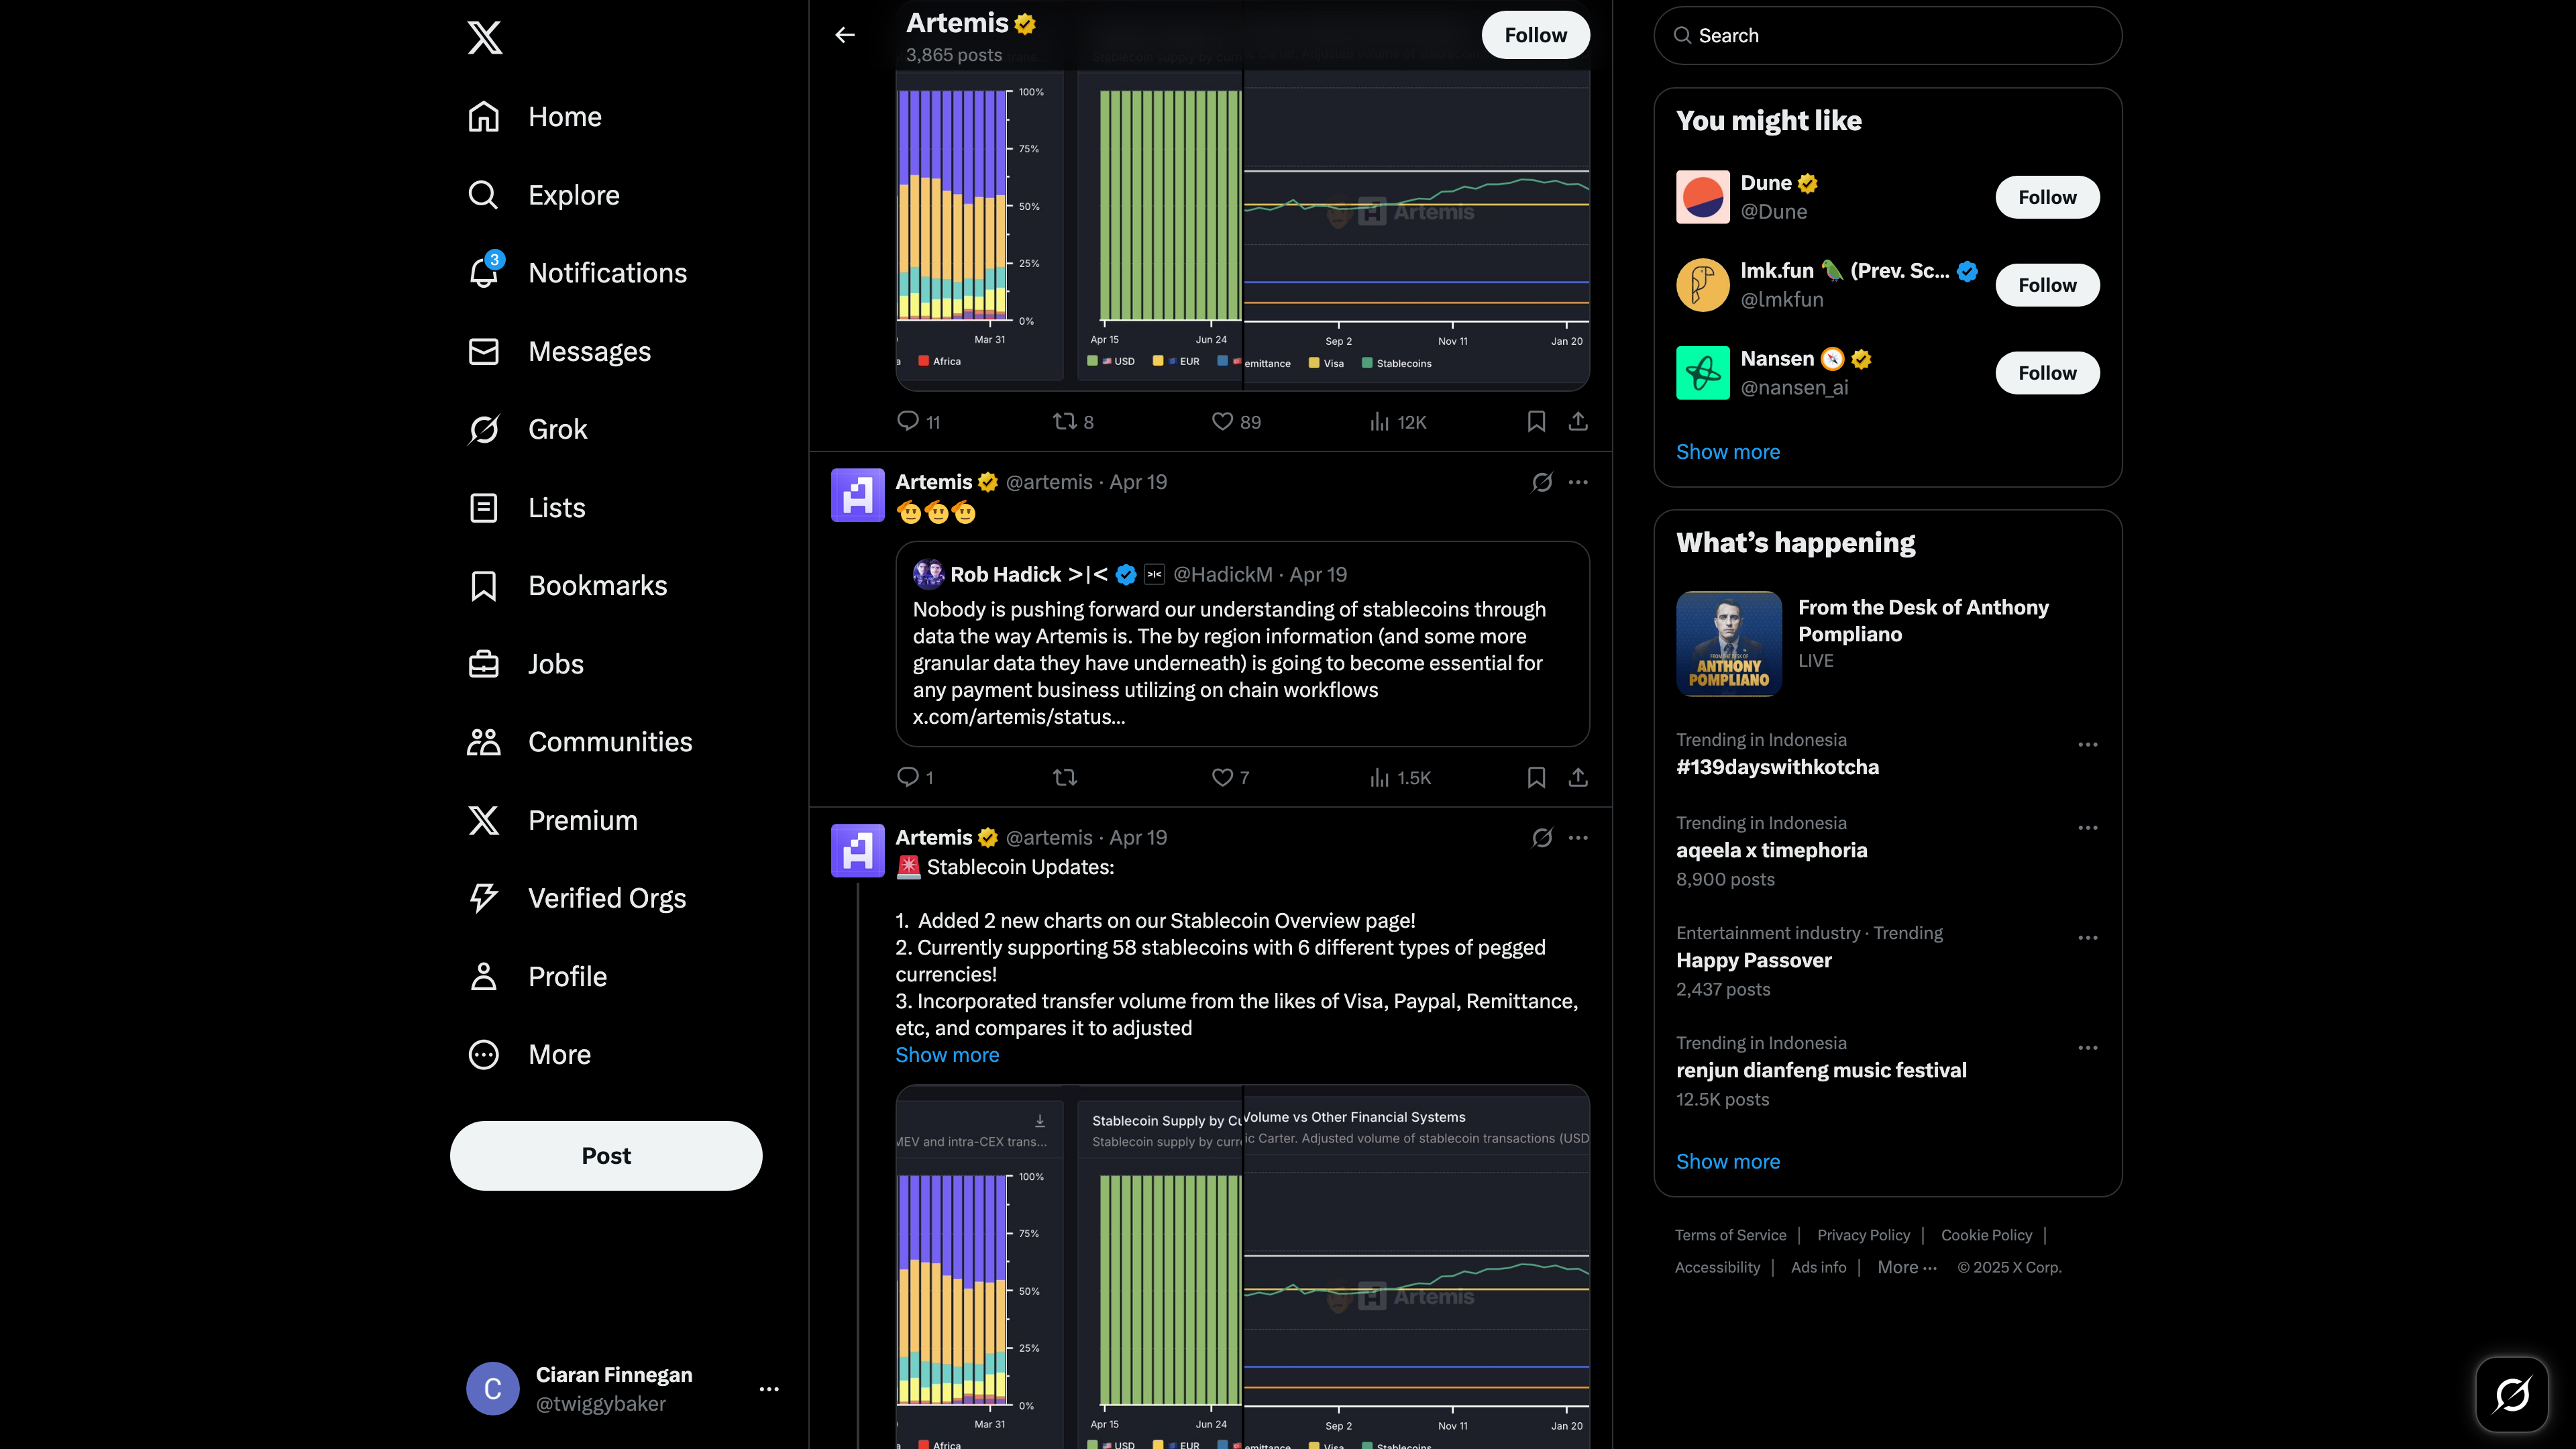 Home
Explore
3
Notifications
Messages
Grok
Lists
Bookmarks
Jobs
Communities
Premium
Verified Orgs
Profile
More
Post
C
Ciaran Finnegan
@twiggybaker
Artemis
3,865 posts
Follow
100%
75%
50%
25%
0%
Mar 31
Africa
Apr 15
Jun 24
USD
EUR
Artemis
Sep 2
Nov 11
Jan 20
emittance
Visa
Stablecoins
11
8
89
12K
Artemis @artemis · Apr 19
🫡🫡🫡
Rob Hadick >|< @HadickM · Apr 19
Nobody is pushing forward our understanding of stablecoins through
data the way Artemis is. The by region information (and some more
granular data they have underneath) is going to become essential for
any payment business utilizing on chain workflows
x.com/artemis/status...
1
7
1.5K
Artemis @artemis · Apr 19
🚨 Stablecoin Updates:
1. Added 2 new charts on our Stablecoin Overview page!
2. Currently supporting 58 stablecoins with 6 different types of pegged
currencies!
3. Incorporated transfer volume from the likes of Visa, Paypal, Remittance,
etc, and compares it to adjusted
Show more
MEV and intra-CEX trans...
100%
75%
50%
25%
0%
Mar 31
Africa
Stablecoin Supply by Cu
Stablecoin supply by curre
Apr 15
Jun 24
USD
EUR
Volume vs Other Financial Systems
ic Carter. Adjusted volume of stablecoin transactions (USD
Artemis
Sep 2
Nov 11
Jan 20
emittance
Visa
Stablecoins
Search
You might like
Dune
@Dune
Follow
lmk.fun 🦜 (Prev. Sc...
@lmkfun
Follow
Nansen 🧭
@nansen_ai
Follow
Show more
What's happening
FROM THE DESK OF
ANTHONY
POMPLIANO
From the Desk of Anthony
Pompliano
LIVE
Trending in Indonesia
#139dayswithkotcha
Trending in Indonesia
aqeela x timephoria
8,900 posts
Entertainment industry · Trending
Happy Passover
2,437 posts
Trending in Indonesia
renjun dianfeng music festival
12.5K posts
Show more
Terms of Service | Privacy Policy | Cookie Policy |
Accessibility | Ads info | More ··· © 2025 X Corp.